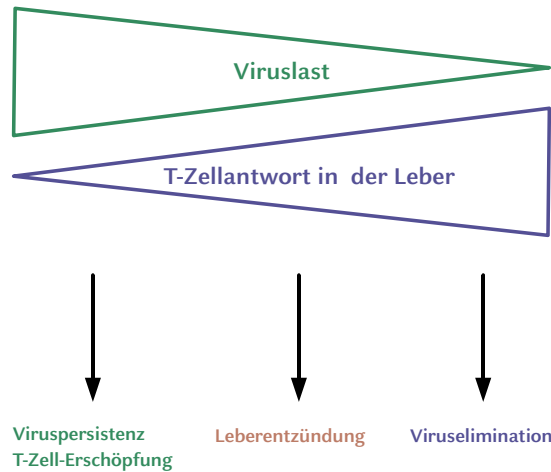 Viruslast
T-Zellantwort in der Leber
Viruspersistenz
T-Zell-Erschöpfung
Leberentzündung
Viruselimination